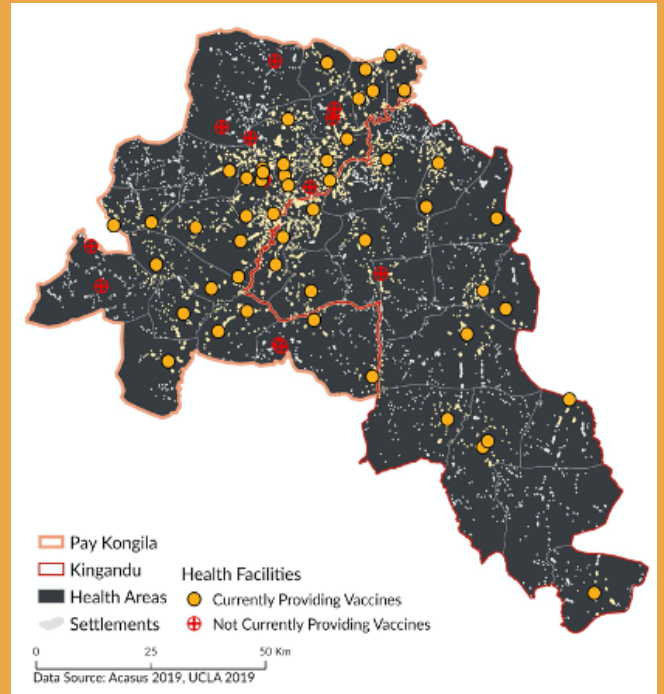 Pay Kongila
Kingandu
Health Areas
Settlements
Health Facilities
Currently Providing Vaccines
Not Currently Providing Vaccines
0 25 50 Km
Data Source: Acasus 2019, UCLA 2019